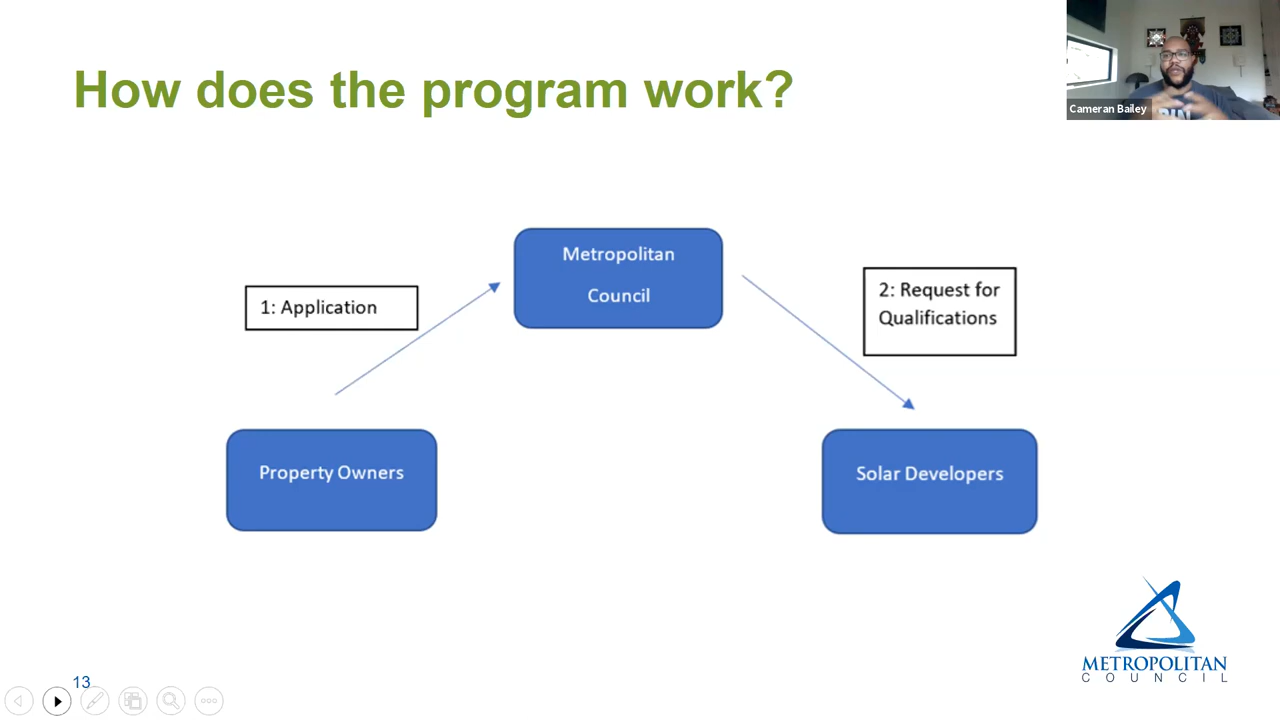 How does the program work?
Cameran Bailey
Metropolitan
Council
1: Application
2: Request for
Qualifications
Property Owners
Solar Developers
METROPOLITAN
COUNCIL
13